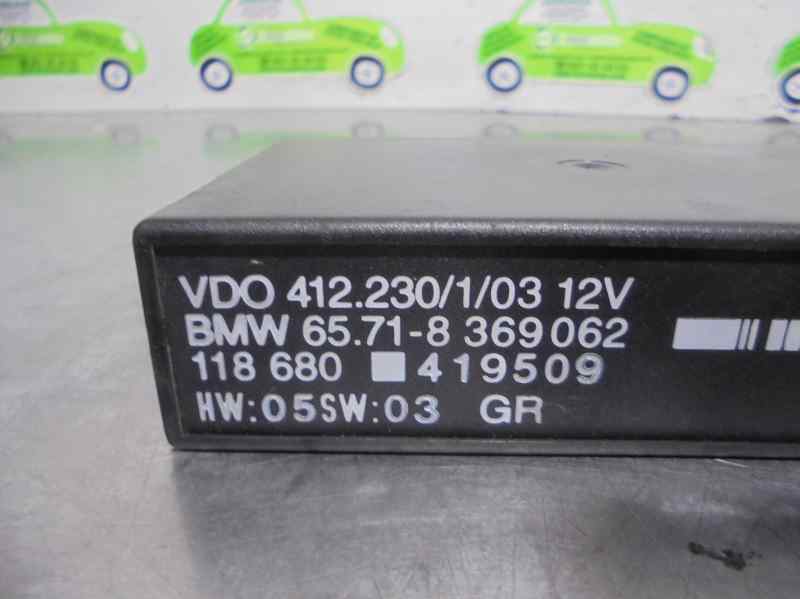 VDO 412.230/1/03 12V
BMW 65.71-8 369 062
118 680 419509
HW:05SW:03 GR